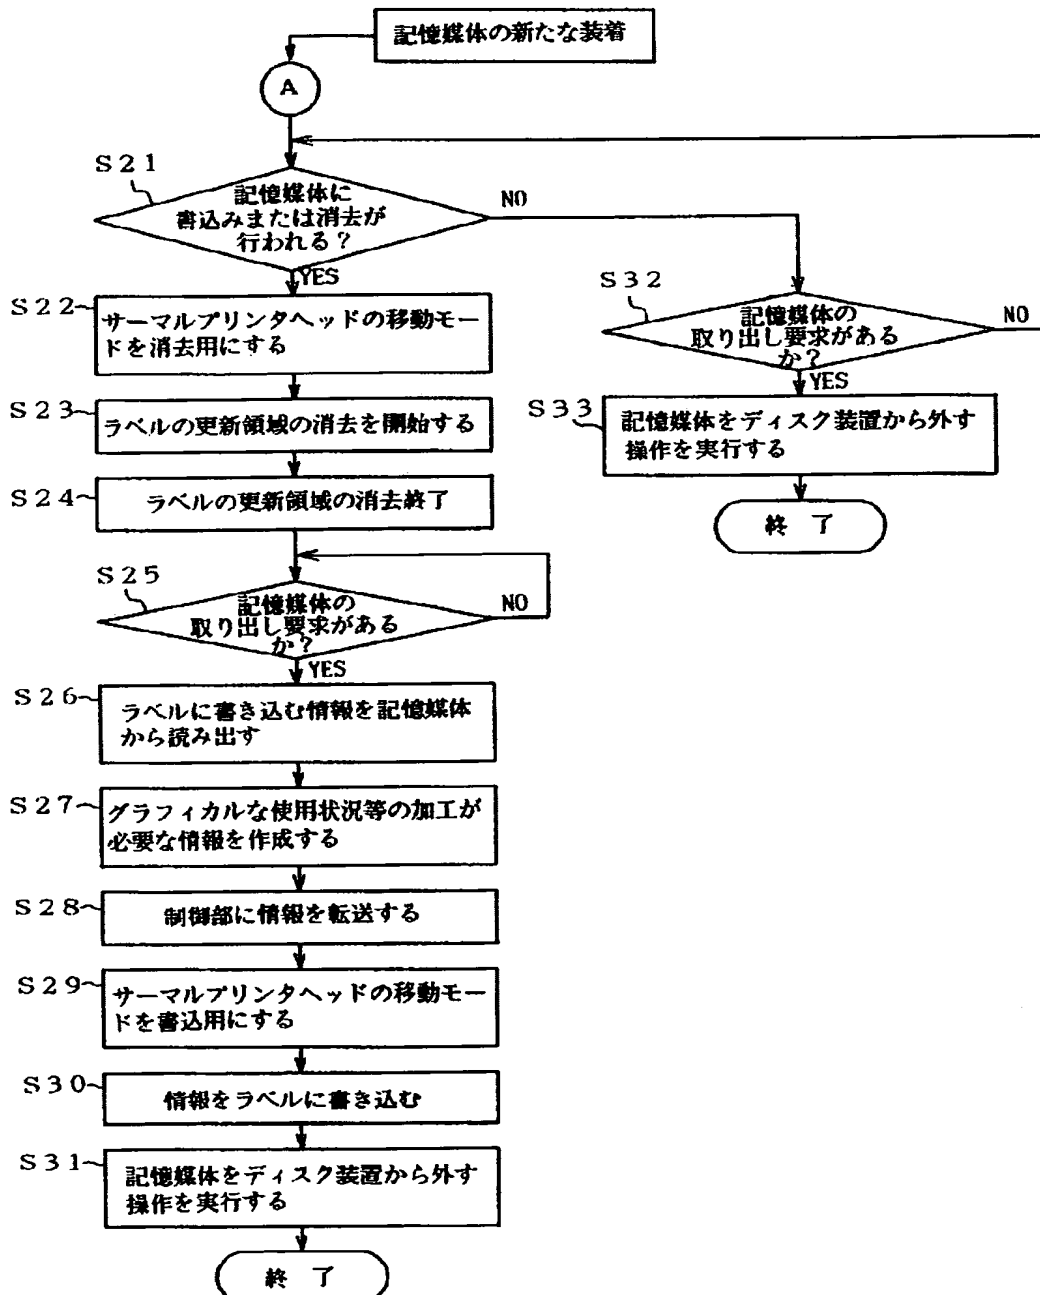 記憶媒体の新たな装着
A
S21
記憶媒体に
書込みまたは消去が
行われる？
NO
YES
S22
サーマルプリンタヘッドの移動モー
ドを消去用にする
S23
ラベルの更新領域の消去を開始する
S24
ラベルの更新領域の消去終了
S25
記憶媒体の
取り出し要求がある
か？
NO
YES
S26
ラベルに書き込む情報を記憶媒体
から読み出す
S27
グラフィカルな使用状況等の加工が
必要な情報を作成する
S28
制御部に情報を転送する
S29
サーマルプリンタヘッドの移動モー
ドを書込用にする
S30
情報をラベルに書き込む
S31
記憶媒体をディスク装置から外す
操作を実行する
終 了
S32
記憶媒体の
取り出し要求がある
か？
NO
YES
S33
記憶媒体をディスク装置から外す
操作を実行する
終 了